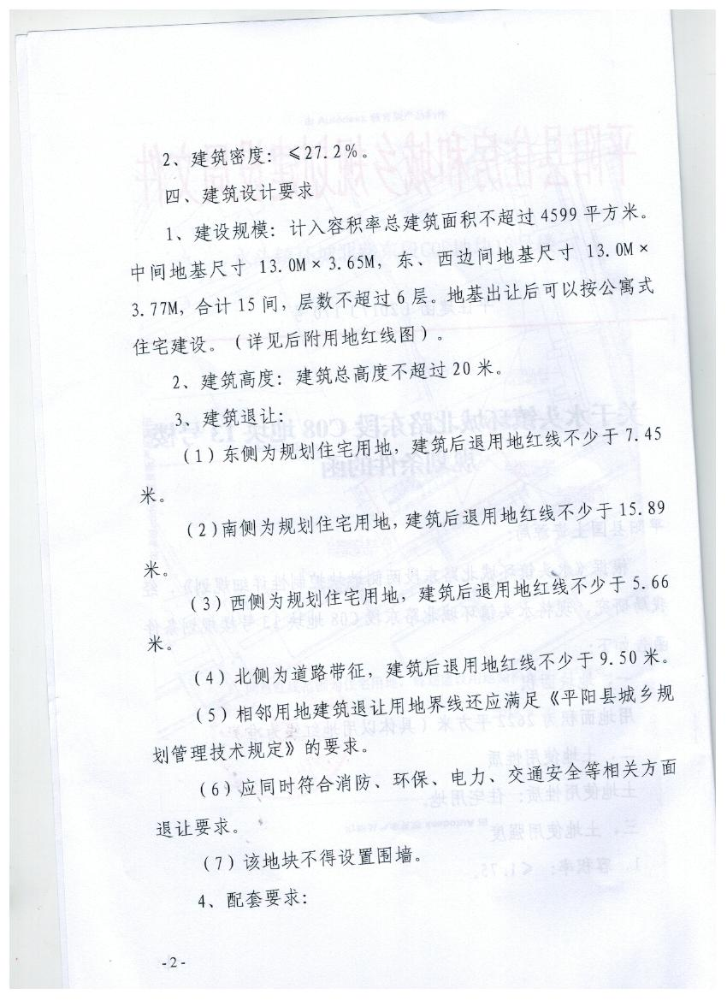 2、建筑密度：≤27.2%。
四、建筑设计要求
1、建设规模：计入容积率总建筑面积不超过 4599 平方米。
中间地基尺寸 13.0M×3.65M，东、西边间地基尺寸 13.0M×
3.77M，合计 15 间，层数不超过 6 层。地基出让后可以按公寓式
住宅建设。（详见后附用地红线图）。
2、建筑高度：建筑总高度不超过 20 米。
3、建筑退让：
（1）东侧为规划住宅用地，建筑后退用地红线不少于 7.45
米。
（2）南侧为规划住宅用地，建筑后退用地红线不少于 15.89
米。
（3）西侧为规划住宅用地，建筑后退用地红线不少于 5.66
米。
（4）北侧为道路带征，建筑后退用地红线不少于 9.50 米。
（5）相邻用地建筑退让用地界线还应满足《平阳县城乡规
划管理技术规定》的要求。
（6）应同时符合消防、环保、电力、交通安全等相关方面
退让要求。
（7）该地块不得设置围墙。
4、配套要求：
-2-